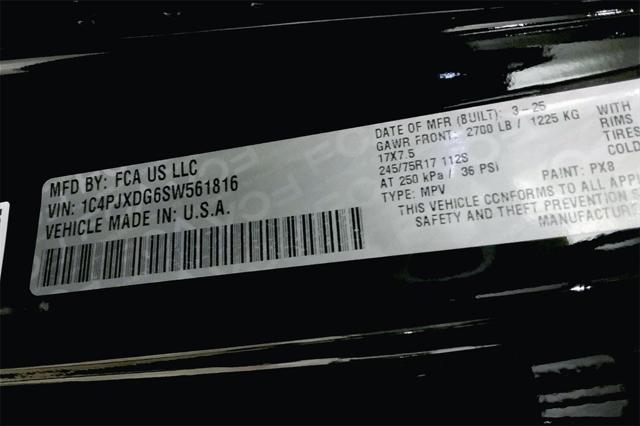 MFD BY: FCA US LLC
VIN: 1C4PJXDG6SW561816
VEHICLE MADE IN: U.S.A.
DATE OF MFR (BUILT): 3-25
GAWR FRONT: 2700 LB / 1225 KG WITH
17X7.5 RIMS
245/75R17 112S TIRES
AT 250 kPa / 36 PSI COLD
TYPE: MPV PAINT: PX8
THIS VEHICLE CONFORMS TO ALL APPL
SAFETY AND THEFT PREVENTION S
MANUFACTUR